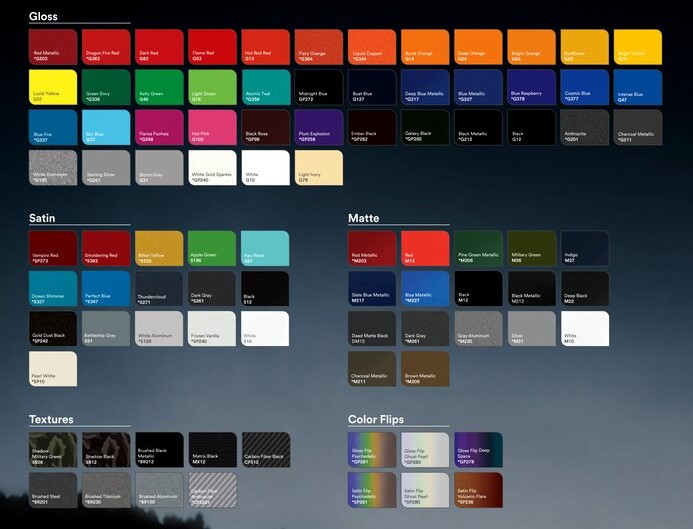 Gloss
Red Metallic
*G203
Dragon Fire Red
*G363
Dark Red
G83
Flame Red
G53
Hot Rod Red
G13
Fiery Orange
*G364
Liquid Copper
*G344
Burnt Orange
G14
Deep Orange
G24
Bright Orange
G54
Sunflower
G25
Bright Yellow
G15
Lucid Yellow
Green Envy
*G336
Kelly Green
G46
Light Green
G16
Atomic Teal
*G356
Midnight Blue
GP272
Boat Blue
G127
Deep Blue Metallic
*G217
Blue Metallic
*G227
Blue Raspberry
*G378
Cosmic Blue
*G377
Intense Blue
G47
Blue Fire
*G337
Sky Blue
G77
Fierce Fuchsia
*G348
Hot Pink
G103
Black Rose
*GP99
Plum Explosion
*GP258
Ember Black
*GP282
Galaxy Black
*GP292
Black Metallic
G212
Black
G12
Anthracite
*G201
Charcoal Metallic
*G211
White
Sterling Silver
*G251
Storm Gray
G31
White Gold Sparkle
*GP240
White
G10
Light Ivory
G79
Satin
Vampire Red
*SP273
Smoldering Red
*S363
Bitter Yellow
*S335
Apple Green
S196
Key West
S57
Ocean Shimmer
*S327
Perfect Blue
*S347
Thundercloud
*S271
Dark Gray
*S261
Black
S12
Gold Dust Black
*SP242
Battleship Gray
S51
White Aluminum
*S120
Frozen Vanilla
*SP240
White
S10
Pearl White
*SP10
Matte
Red Metallic
*M203
Red
M13
Pine Green Metallic
*M206
Military Green
M26
Indigo
M27
Slate Blue Metallic
M217
Blue Metallic
*M227
Black
M12
Black Metallic
M212
Deep Black
M22
Dead Matte Black
DM12
Dark Gray
*M261
Gray Aluminum
*M230
Silver
*M21
White
M10
Charcoal Metallic
*M211
Brown Metallic
*M209
Textures
Shadow
Military Green
SB26
Shadow Black
SB12
Brushed Black
Metallic
*BR212
Matrix Black
MX12
Carbon Fiber Black
CFS12
Brushed Steel
*BR201
Brushed Titanium
*BR230
Brushed Aluminum
*BR120
Carbon Fiber
Anthracite
*CFS201
Color Flips
Gloss Flip
Psychedelic
*GP281
Gloss Flip
Ghost Pearl
*GP280
Gloss Flip Deep
Space
*GP278
Satin Flip
Psychedelic
*SP281
Satin Flip
Ghost Pearl
*SP280
Satin Flip
Volcanic Flare
*SP236